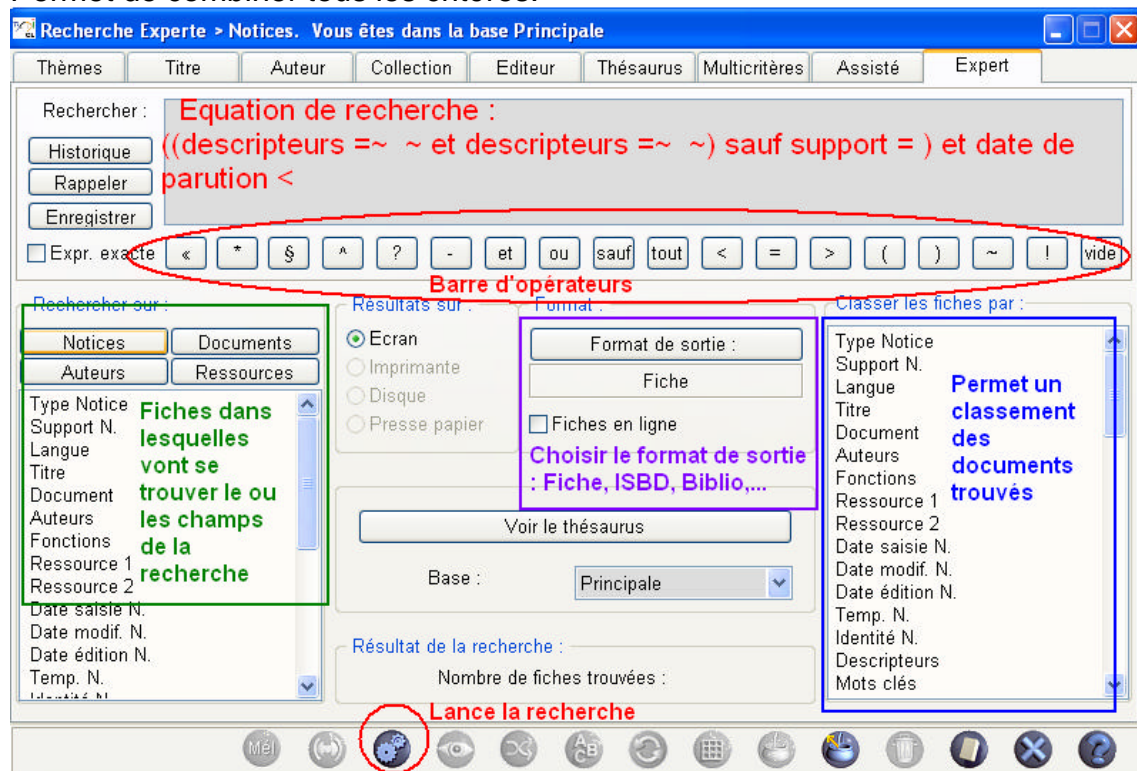 Permet de combiner tous les critères.
Recherche Experte > Notices. Vous êtes dans la base Principale
Thèmes Titre Auteur Collection Editeur Thésaurus Multicritères Assisté Expert
Rechercher : Equation de recherche :
Historique ((descripteurs =~ ~ et descripteurs =~ ~) sauf support = ) et date de
Rappeler parution <
Enregistrer
Expr. exacte « * § ^ ? - et ou sauf tout < = > ( ) ~ ! vide
Barre d'opérateurs
Rechercher sur : Résultats sur : Format : Classer les fiches par :
Notices Documents
Auteurs Ressources
Type Notice
Support N.
Langue
Titre
Document
Auteurs
Fonctions
Ressource 1
Ressource 2
Date saisie N.
Date modif. N.
Date édition N.
Temp. N.
Identité N.
Fiches dans
lesquelles
vont se
trouver le ou
les champs
de la
recherche
Ecran
Imprimante
Disque
Presse papier
Format de sortie :
Fiche
Fiches en ligne
Choisir le format de sortie
: Fiche, ISBD, Biblio,...
Voir le thésaurus
Base : Principale
Résultat de la recherche :
Nombre de fiches trouvées :
Type Notice
Support N.
Langue
Titre
Document
Auteurs
Fonctions
Ressource 1
Ressource 2
Date saisie N.
Date modif. N.
Date édition N.
Temp. N.
Identité N.
Descripteurs
Mots clés
Permet un
classement
des
documents
trouvés
Lance la recherche
Mél A B C ?